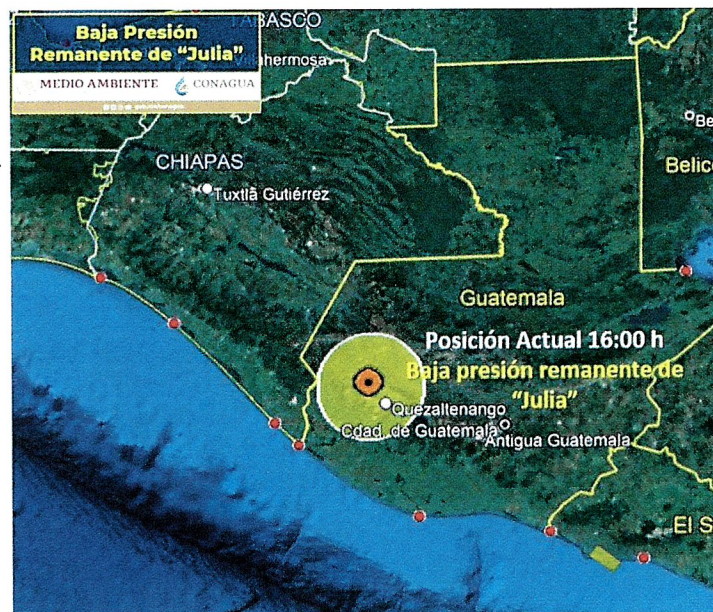 Baja Presión
Remanente de "Julia"
MEDIO AMBIENTE
CONAGUA
TABASCO
CHIAPAS
Tuxtla Gutiérrez
Be
Belice
Guatemala
Posición Actual 16:00 h
Baja presión remanente de
"Julia"
Quezaltenango
Cdad. de Guatemala
Antigua Guatemala
El S